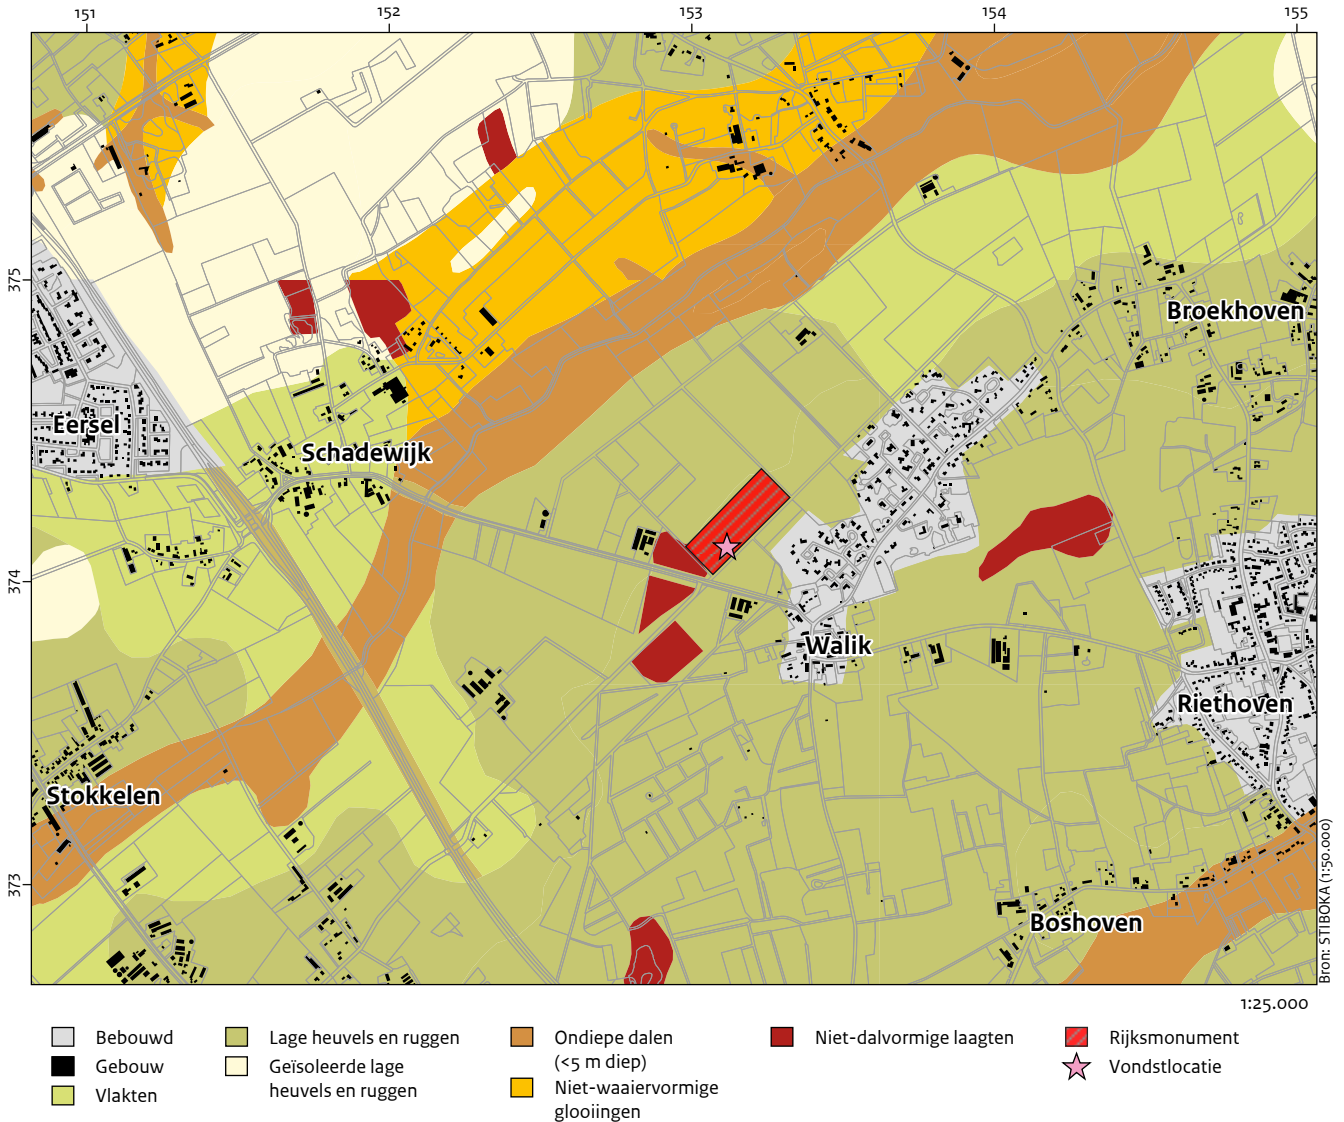 151 152 153 154 155
375
374
373
Broekhoven
Eersel
Schadewijk
Walik
Riethoven
Stokkelen
Boshoven
Bron: STIBOKA (1:50.000)
1:25.000
Bebouwd
Gebouw
Vlakten
Lage heuvels en ruggen
Geïsoleerde lage
heuvels en ruggen
Ondiepe dalen
(<5 m diep)
Niet-waaiervormige
glooiingen
Niet-dalvormige laagten
Rijksmonument
Vondstlocatie